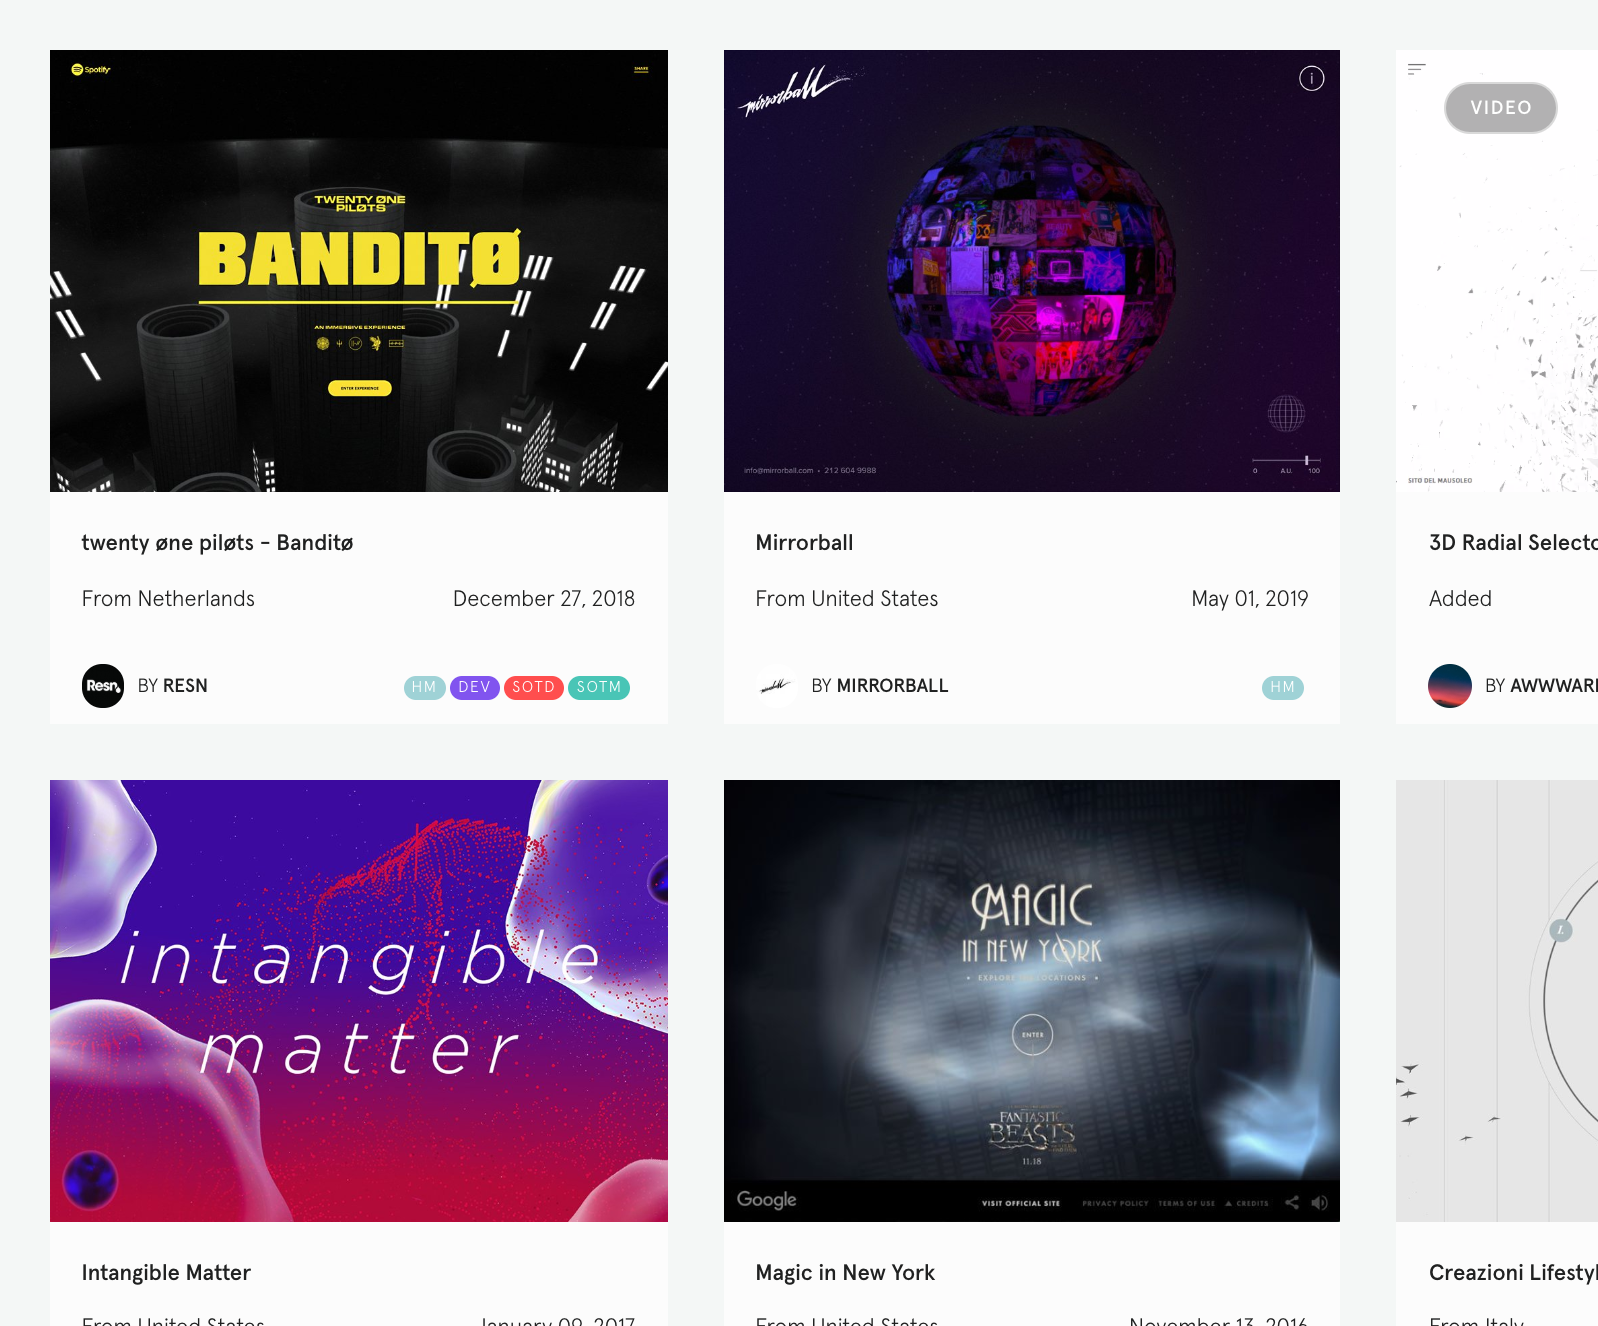 Spotify
SHARE
TWENTY ØNE
PILØTS
BANDITØ
AN IMMERSIVE EXPERIENCE
ENTER EXPERIENCE
twenty øne piløts - Banditø
From Netherlands
December 27, 2018
Resn
BY RESN
HM DEV SOTD SOTM
mirrorball
i
info@mirrorball.com • 212 604 9988
0 A.U. 100
Mirrorball
From United States
May 01, 2019
BY MIRRORBALL
HM
VIDEO
SITO DEL MAUSOLEO
3D Radial Selecto
Added
BY AWWWAR
intangible
matter
Intangible Matter
From United States
January 09, 2017
MAGIC
IN NEW YORK
• EXPLORE LOCATIONS •
ENTER
FANTASTIC
BEASTS
11.18
Google
VISIT OFFICIAL SITE
PRIVACY POLICY
TERMS OF USE
CREDITS
Magic in New York
From United States
November 13, 2016
Creazioni Lifestyl
From Italy